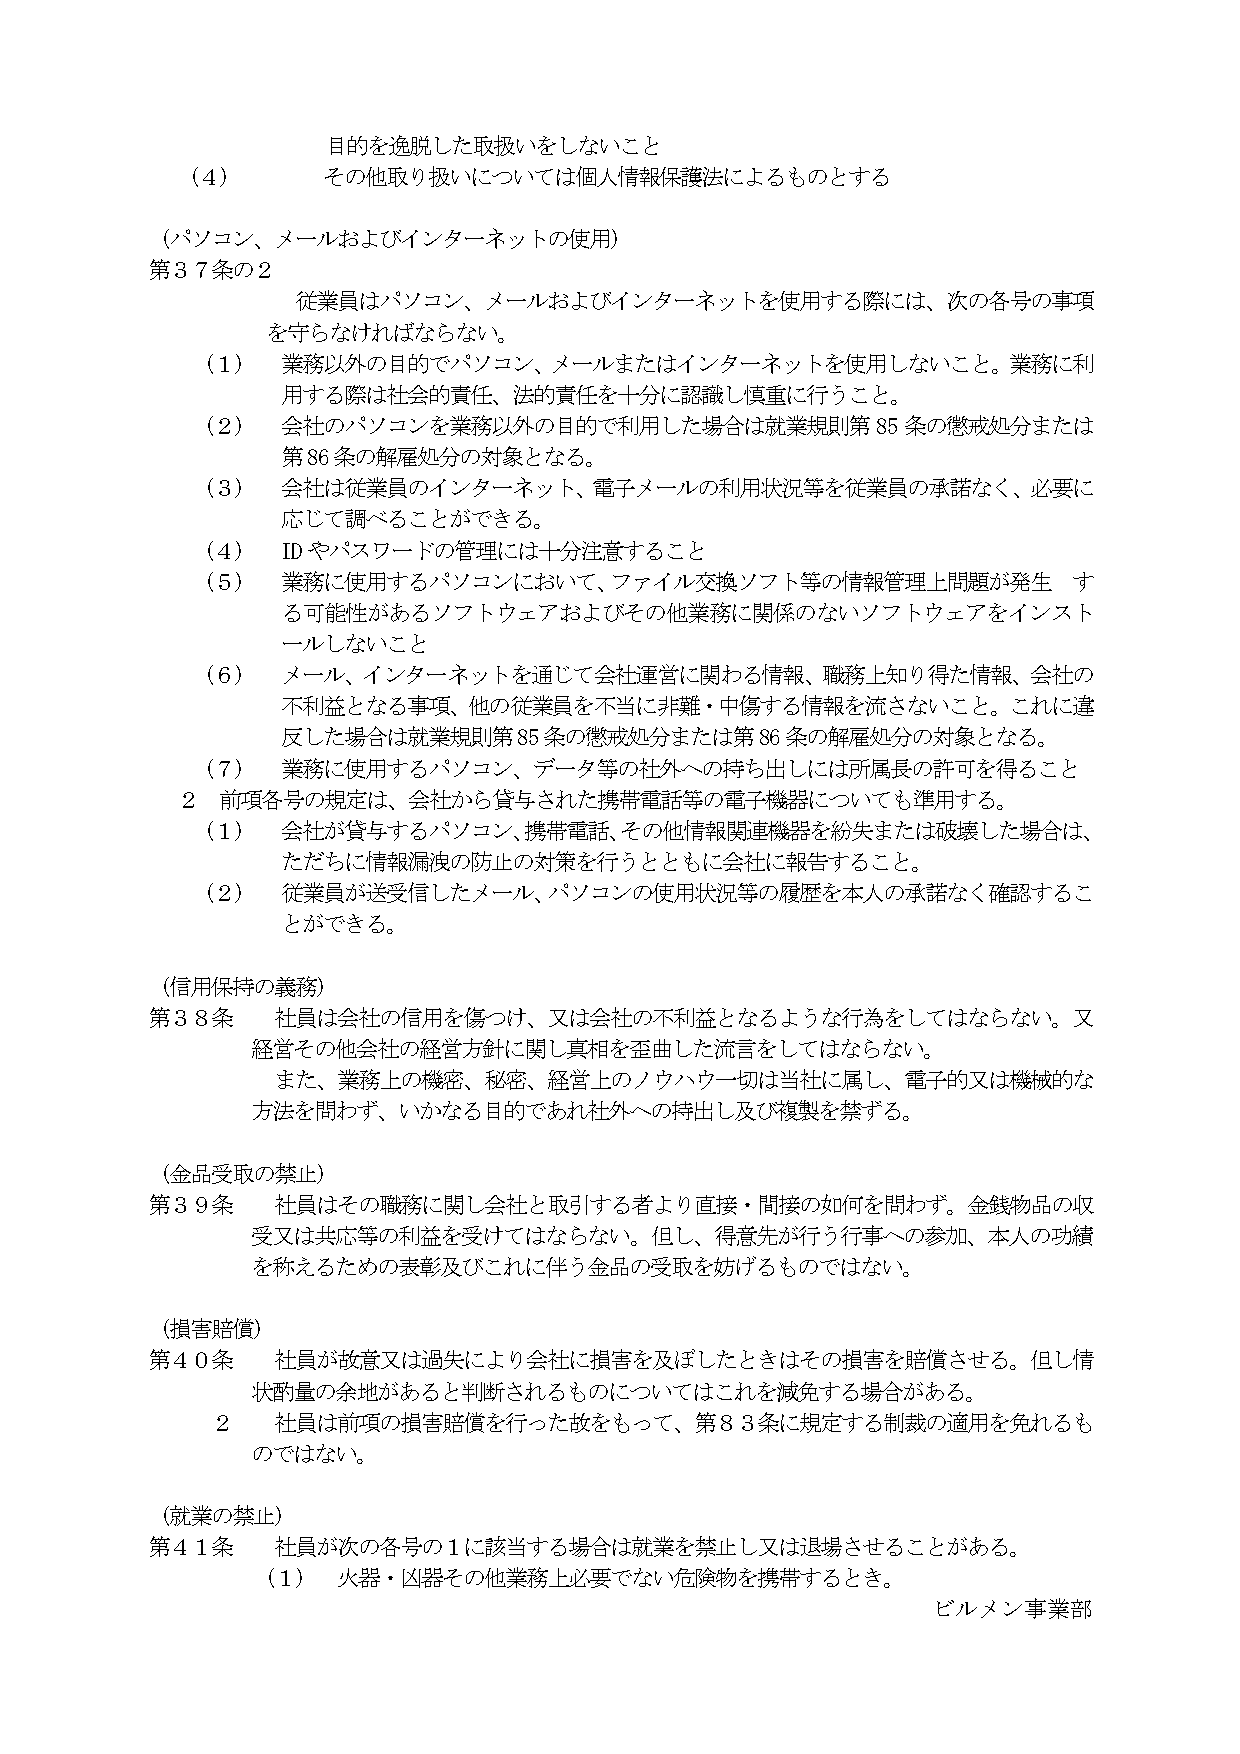 目的を逸脱した取扱いをしないこと
（４） その他取り扱いについては個人情報保護法によるものとする
(パソコン、メールおよびインターネットの使用)
第３７条の２
従業員はパソコン、メールおよびインターネットを使用する際には、次の各号の事項
を守らなければならない。
（１） 業務以外の目的でパソコン、メールまたはインターネットを使用しないこと。業務に利
用する際は社会的責任、法的責任を十分に認識し慎重に行うこと。
（２） 会社のパソコンを業務以外の目的で利用した場合は就業規則第 85 条の懲戒処分または
第 86 条の解雇処分の対象となる。
（３） 会社は従業員のインターネット、電子メールの利用状況等を従業員の承諾なく、必要に
応じて調べることができる。
（４） ID やパスワードの管理には十分注意すること
（５） 業務に使用するパソコンにおいて、ファイル交換ソフト等の情報管理上問題が発生　す
る可能性があるソフトウェアおよびその他業務に関係のないソフトウェアをインスト
ールしないこと
（６） メール、インターネットを通じて会社運営に関わる情報、職務上知り得た情報、会社の
不利益となる事項、他の従業員を不当に非難・中傷する情報を流さないこと。これに違
反した場合は就業規則第 85 条の懲戒処分または第 86 条の解雇処分の対象となる。
（７） 業務に使用するパソコン、データ等の社外への持ち出しには所属長の許可を得ること
２　前項各号の規定は、会社から貸与された携帯電話等の電子機器についても準用する。
（１） 会社が貸与するパソコン、携帯電話、その他情報関連機器を紛失または破壊した場合は、
ただちに情報漏洩の防止の対策を行うとともに会社に報告すること。
（２） 従業員が送受信したメール、パソコンの使用状況等の履歴を本人の承諾なく確認するこ
とができる。
(信用保持の義務)
第３８条　社員は会社の信用を傷つけ、又は会社の不利益となるような行為をしてはならない。又
経営その他会社の経営方針に関し真相を歪曲した流言をしてはならない。
また、業務上の機密、秘密、経営上のノウハウ一切は当社に属し、電子的又は機械的な
方法を問わず、いかなる目的であれ社外への持出し及び複製を禁ずる。
(金品受取の禁止)
第３９条　社員はその職務に関し会社と取引する者より直接・間接の如何を問わず。金銭物品の収
受又は共応等の利益を受けてはならない。但し、得意先が行う行事への参加、本人の功績
を称えるための表彰及びこれに伴う金品の受取を妨げるものではない。
(損害賠償)
第４０条　社員が故意又は過失により会社に損害を及ぼしたときはその損害を賠償させる。但し情
状酌量の余地があると判断されるものについてはこれを減免する場合がある。
２　社員は前項の損害賠償を行った故をもって、第８３条に規定する制裁の適用を免れるも
のではない。
(就業の禁止)
第４１条　社員が次の各号の１に該当する場合は就業を禁止し又は退場させることがある。
（１） 火器・凶器その他業務上必要でない危険物を携帯するとき。
ビルメン事業部